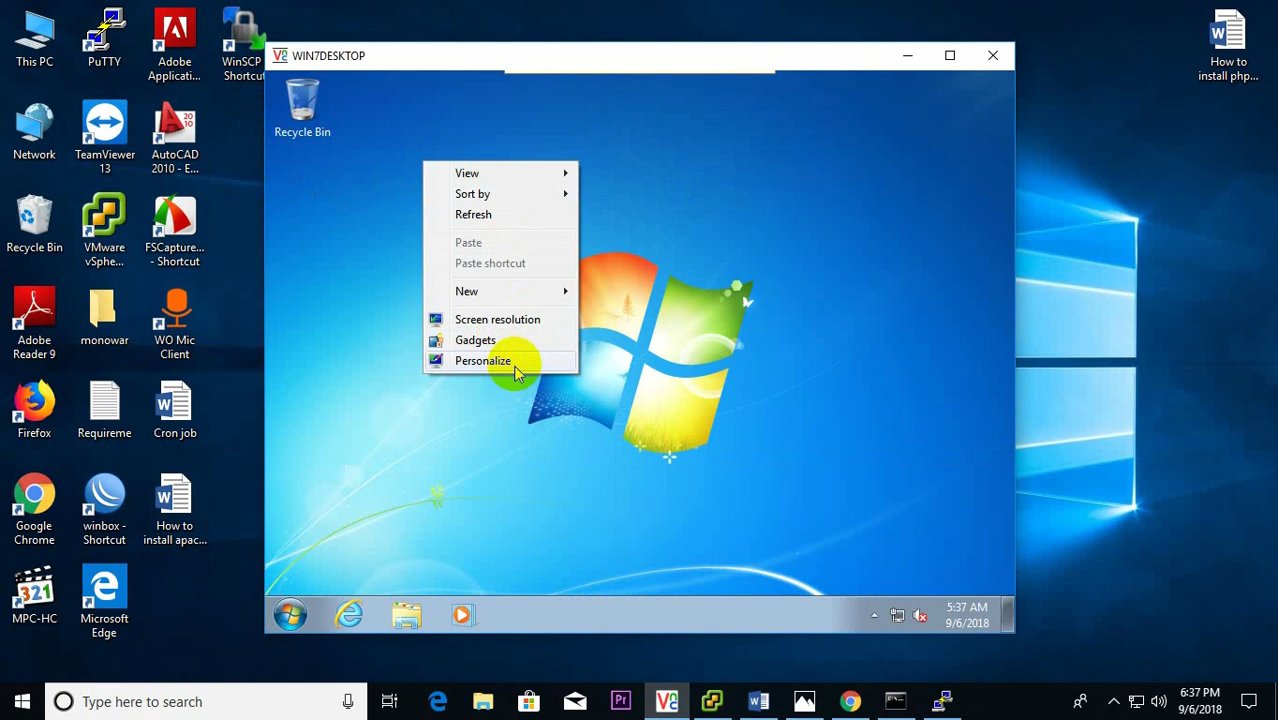 This PC
PuTTY
Adobe
Applicati...
WinSCP
Shortcut
Network
TeamViewer
13
AutoCAD
2010 - E...
Recycle Bin
VMware
vSphe...
FSCapture...
- Shortcut
Adobe
Reader 9
monowar
WO Mic
Client
Firefox
Requireme
Cron job
Google
Chrome
winbox -
Shortcut
How to
install apac...
MPC-HC
Microsoft
Edge
How to
install php...
WIN7DESKTOP
Recycle Bin
View
Sort by
Refresh
Paste
Paste shortcut
New
Screen resolution
Gadgets
Personalize
5:37 AM
9/6/2018
Type here to search
6:37 PM
9/6/2018